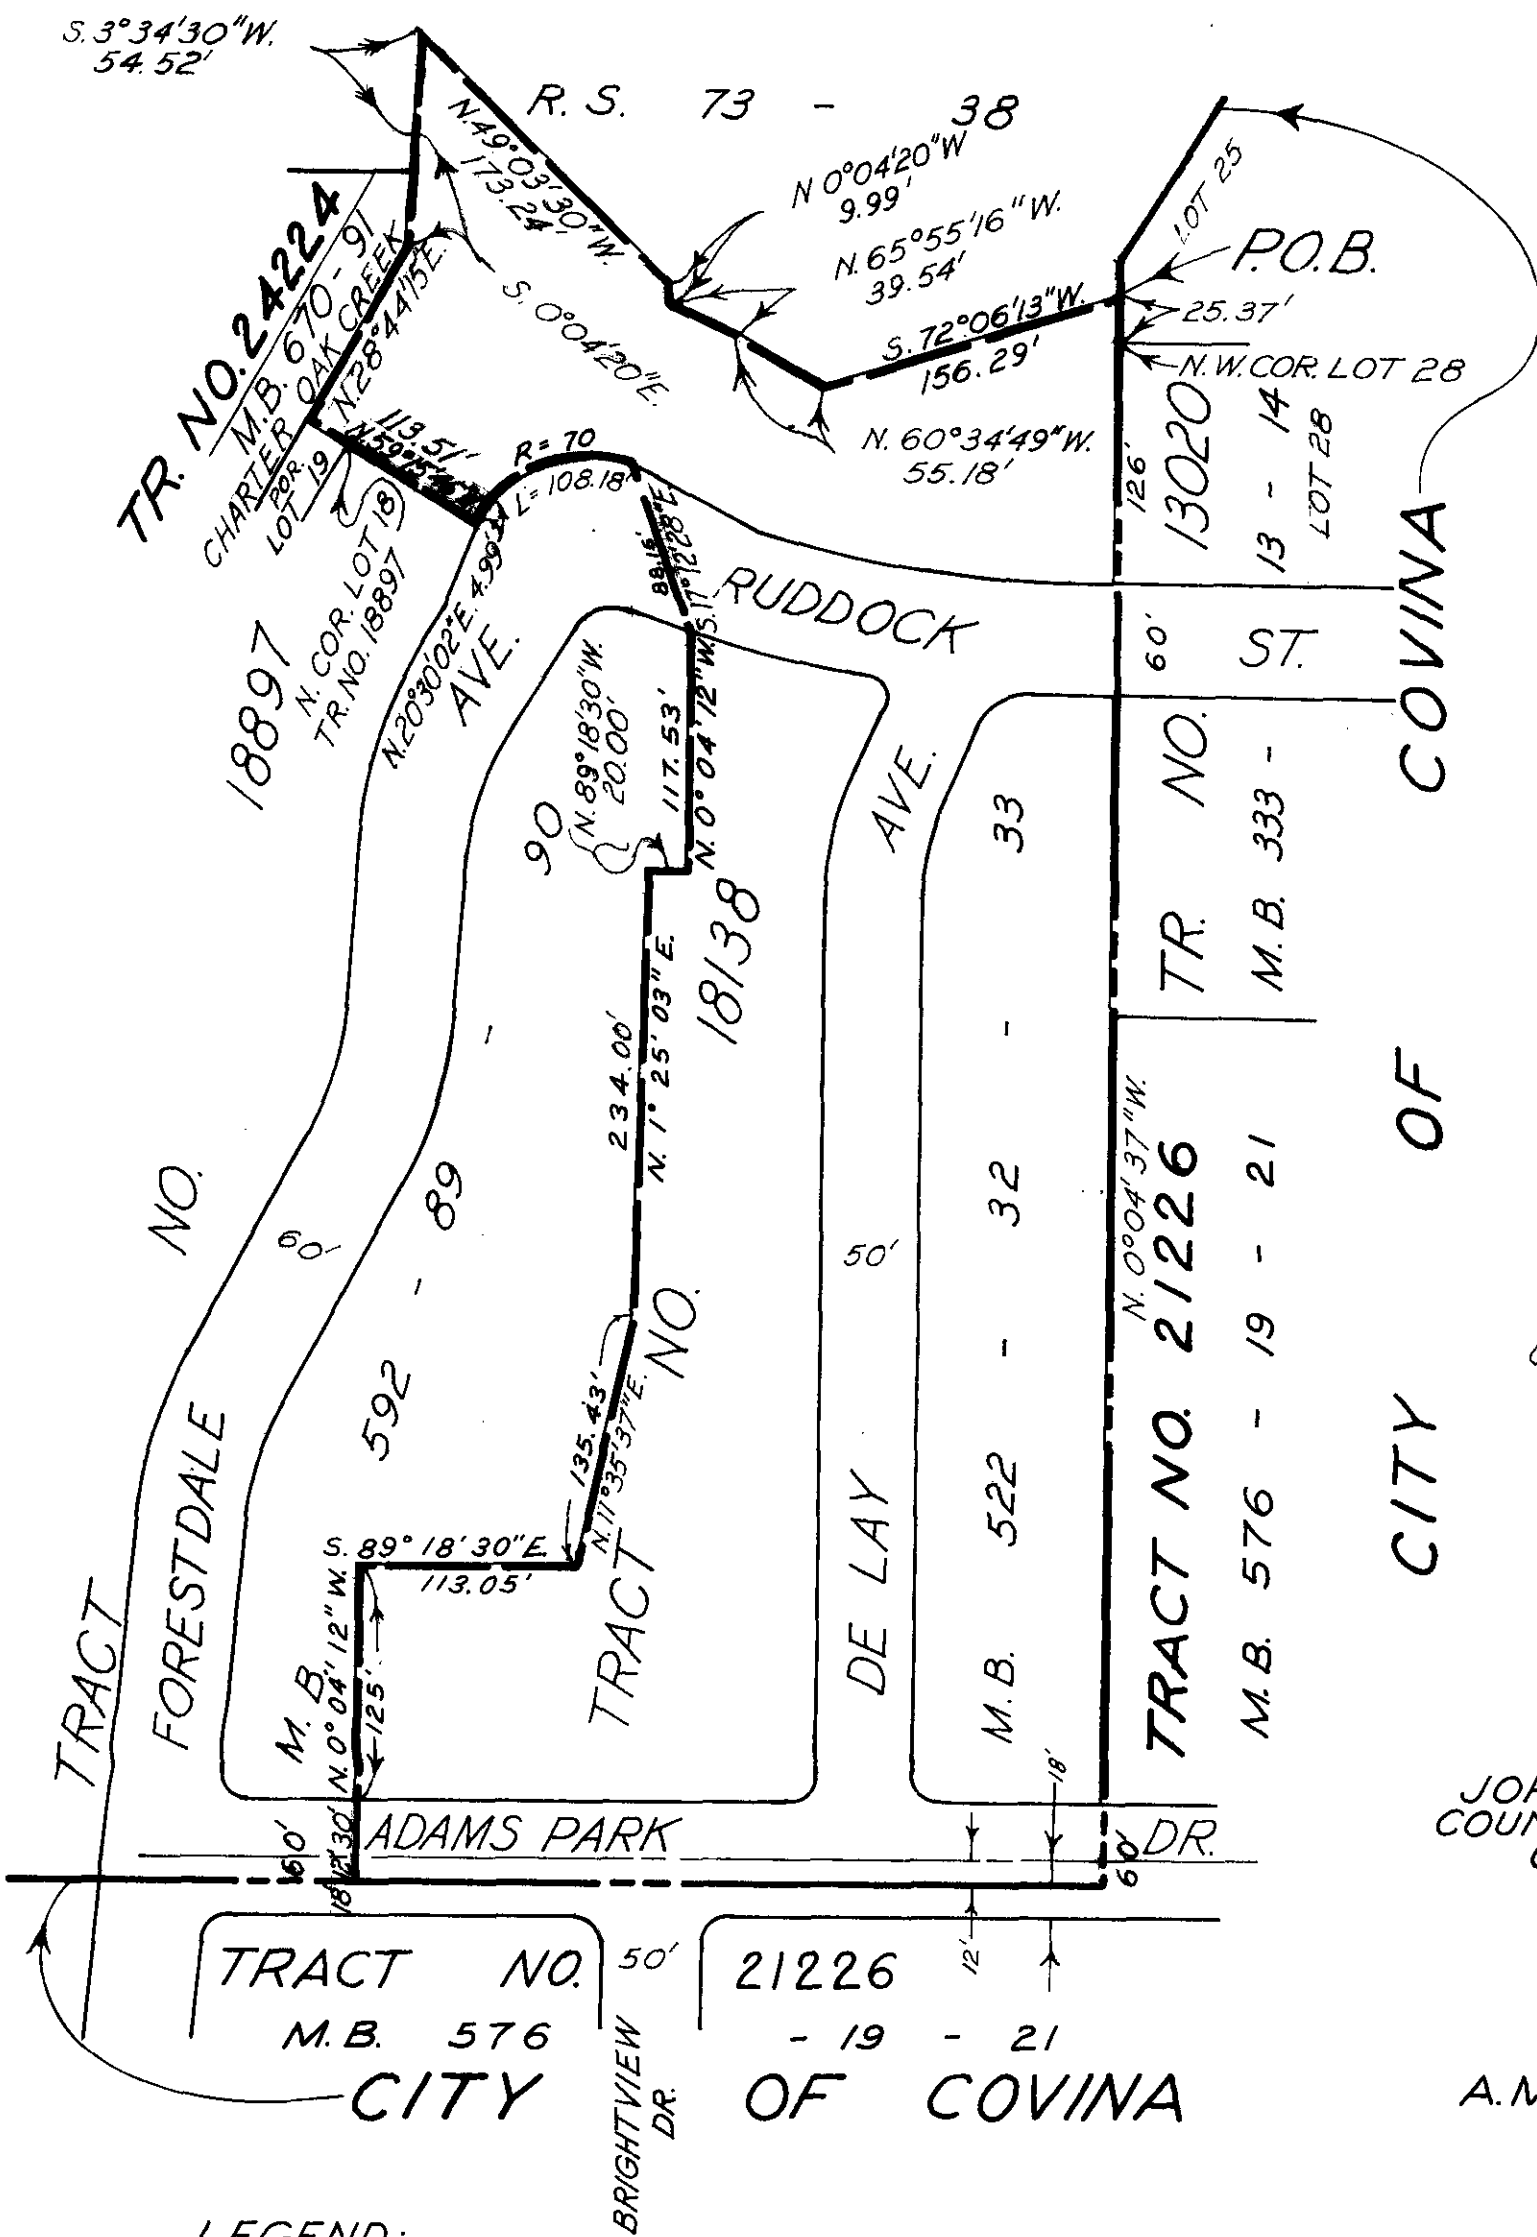 S. 3°34'30"W.
54.52'
R. S. 73 - 38
N. 49°03'30"W.
173.24'
N 0°04'20"W
9.99'
N. 65°55'16"W.
39.54'
LOT 25
P.O.B.
25.37'
N.W. COR. LOT 28
S. 72°06'13"W.
156.29'
N. 60°34'49"W.
55.18'
S. 0°04'20"E.
TR. NO. 24224
M.B. 670-91
CHARTER OAK CREEK
N. 28°44'15"E.
POR.
LOT 19
113.51'
R = 70
L = 108.18'
N. COR. LOT 18
TR. NO. 18897
N. 20°30'02"E. 4.99'
88.15'
S. 17°12'28"E.
RUDDOCK
ST.
60'
126'
TR. NO. 13020
M.B. 333 - 13 - 14
LOT 28
AVE.
N. 89°18'30"W.
20.00'
117.53'
N. 0°04'12"W.
AVE.
TRACT NO. 18897
M. B. 592 - 89 - 90
FORESTDALE
60'
234.00'
N. 1°25'03"E.
TRACT NO. 18138
M.B. 522 - 32 - 33
50'
DE LAY
135.43'
N. 11°35'37"E.
N. 0°04'37"W.
TRACT NO. 21226
M.B. 576 - 19 - 21
CITY OF COVINA
S. 89°18'30"E.
113.05'
N. 0°04'12"W.
125'
60'
30'
12'
18'
ADAMS PARK
DR.
18'
60'
12'
TRACT NO. 21226
50'
M.B. 576 - 19 - 21
BRIGHTVIEW
DR.
CITY OF COVINA
COUN
A.M
LEGEND: